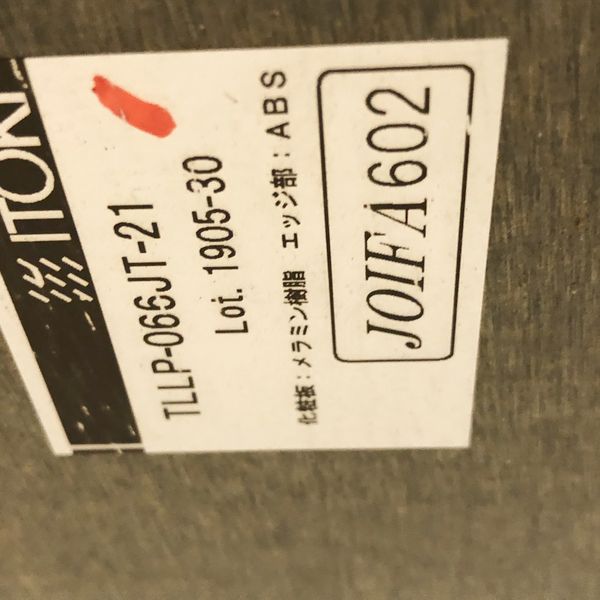 ITOKI
TLLP-066JT-21
Lot. 1905-30
化粧板：メラミン樹脂 エッジ部：ABS
JOIFA602